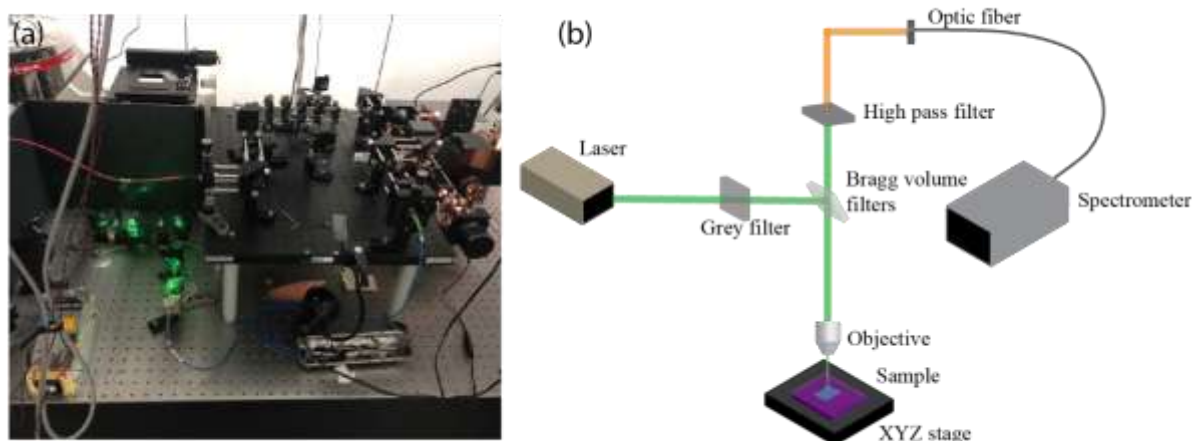 (a)
(b)
Optic fiber
High pass filter
Laser
Bragg volume
filters
Spectrometer
Grey filter
Objective
Sample
XYZ stage